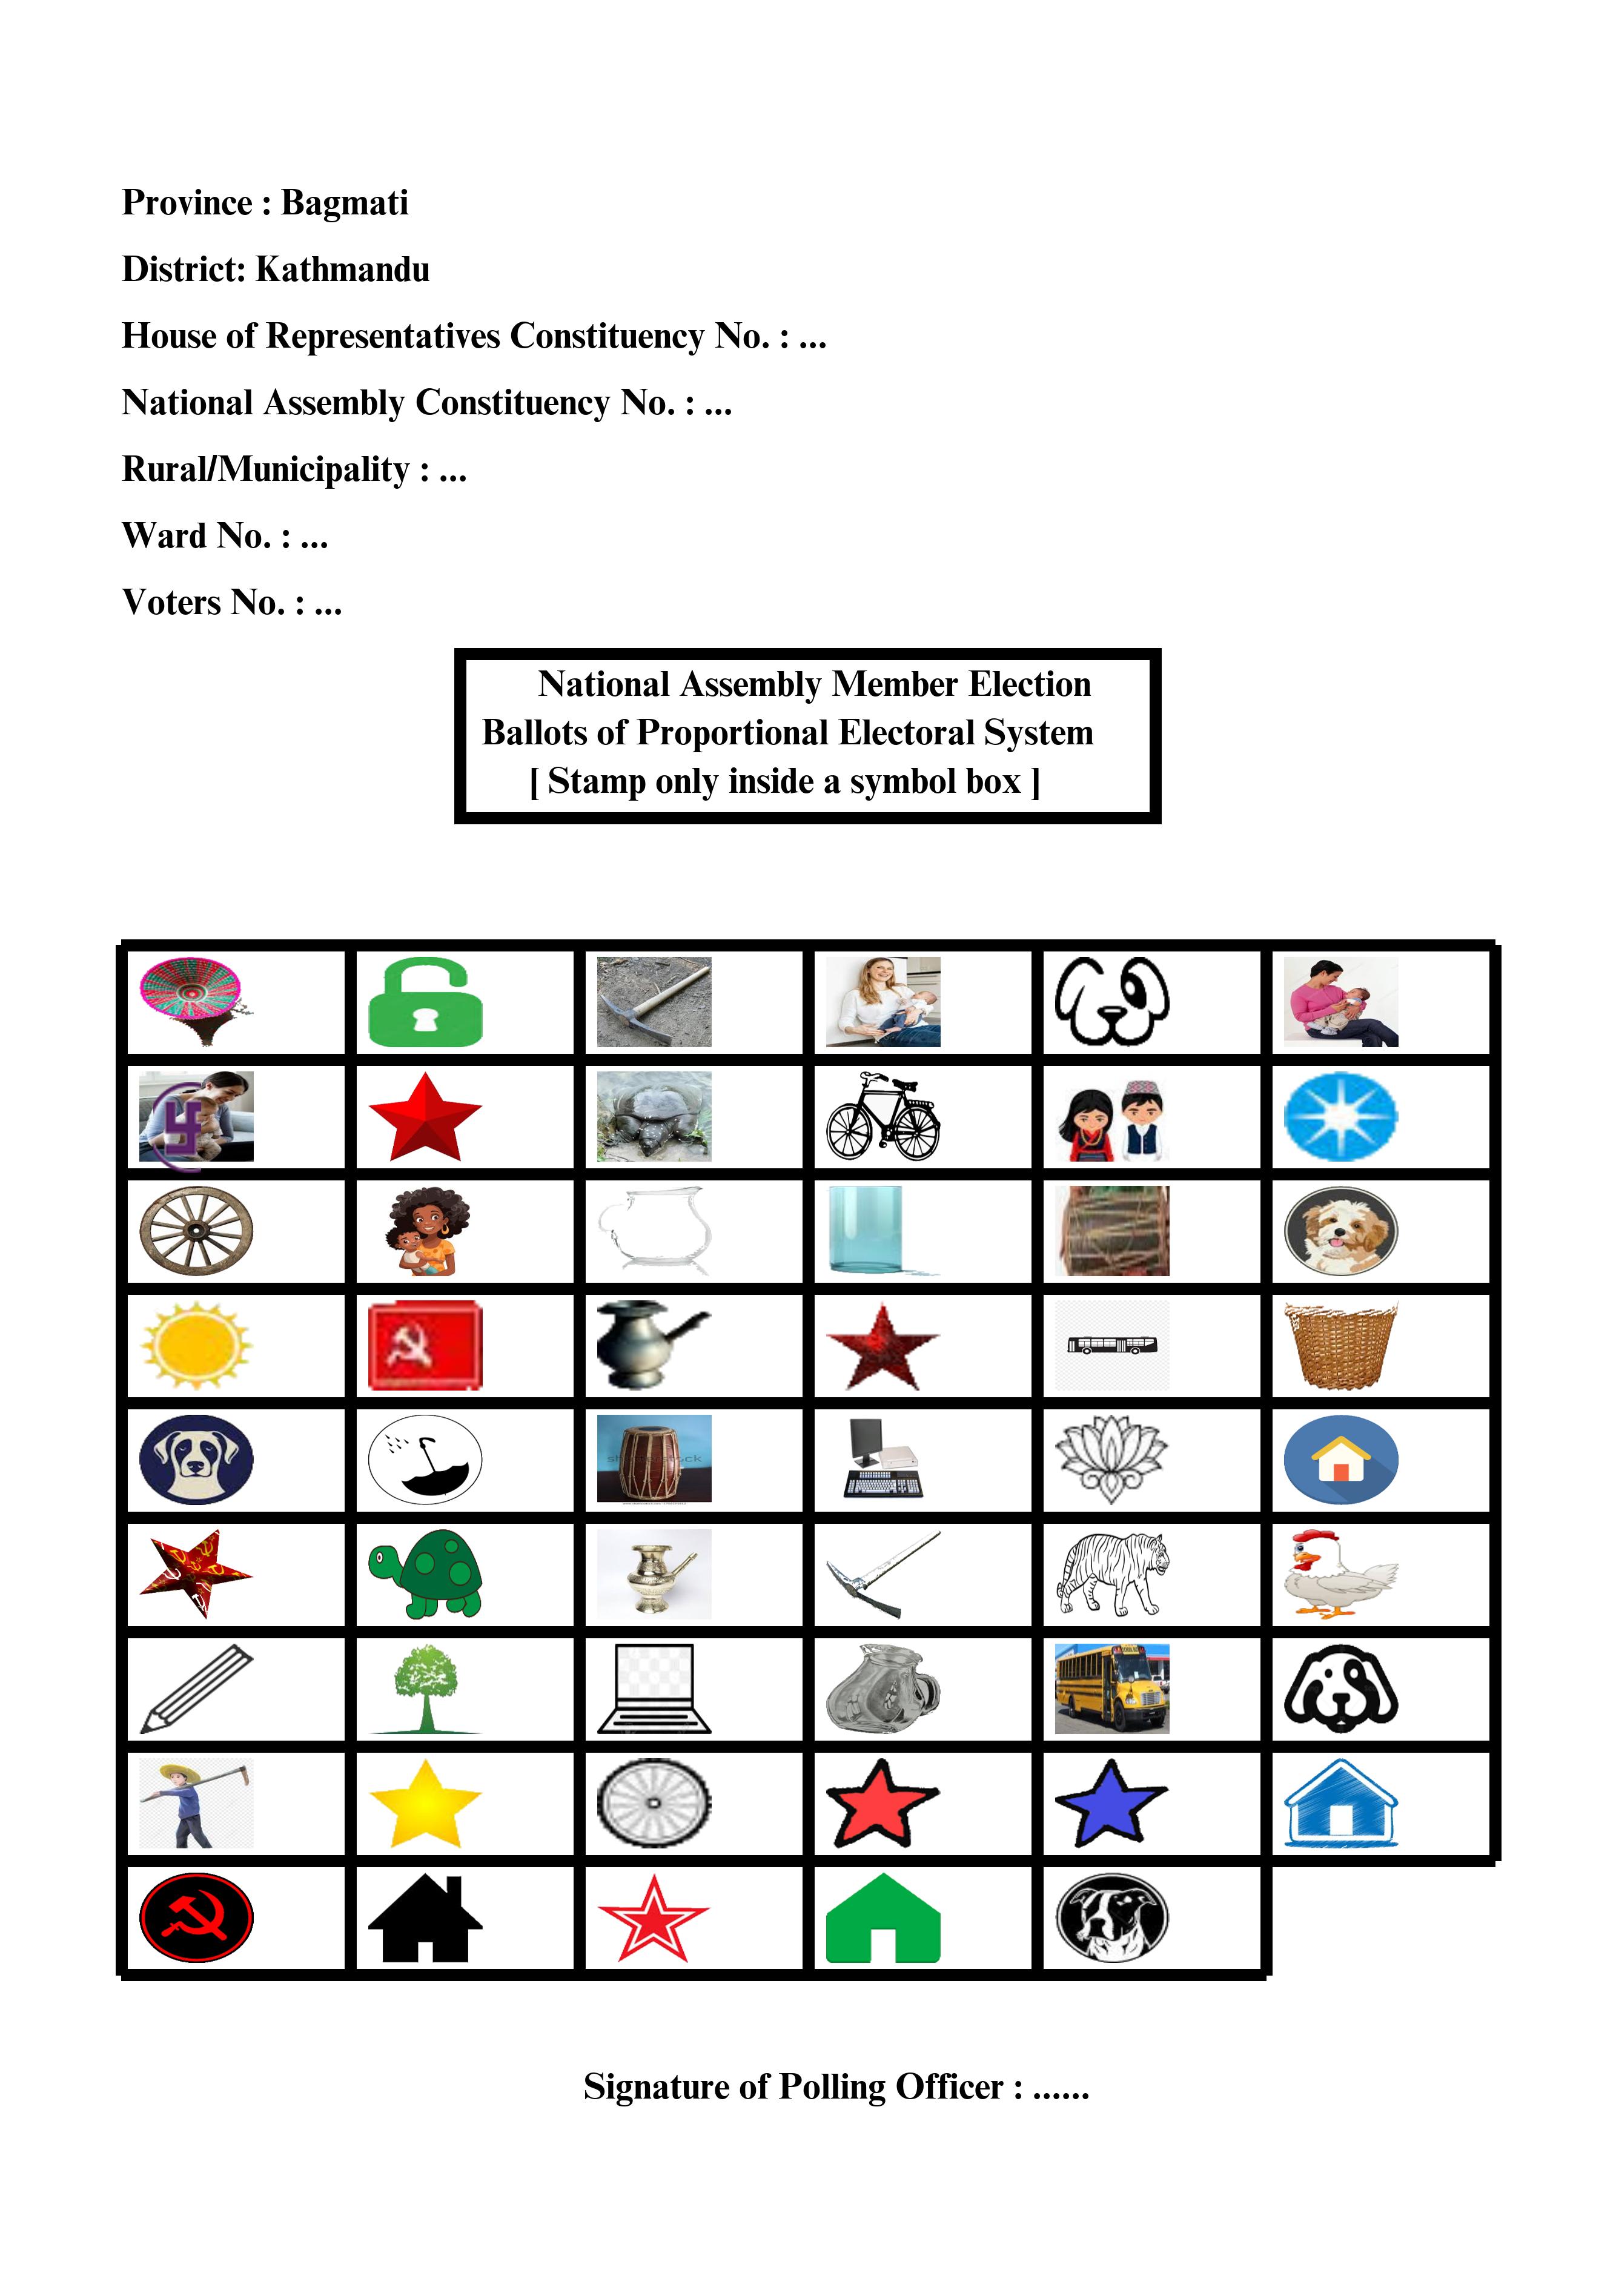 Province : Bagmati
District: Kathmandu
House of Representatives Constituency No. : ...
National Assembly Constituency No. : ...
Rural/Municipality : ...
Ward No. : ...
Voters No. : ...
National Assembly Member Election
Ballots of Proportional Electoral System
[ Stamp only inside a symbol box ]
Signature of Polling Officer : ......